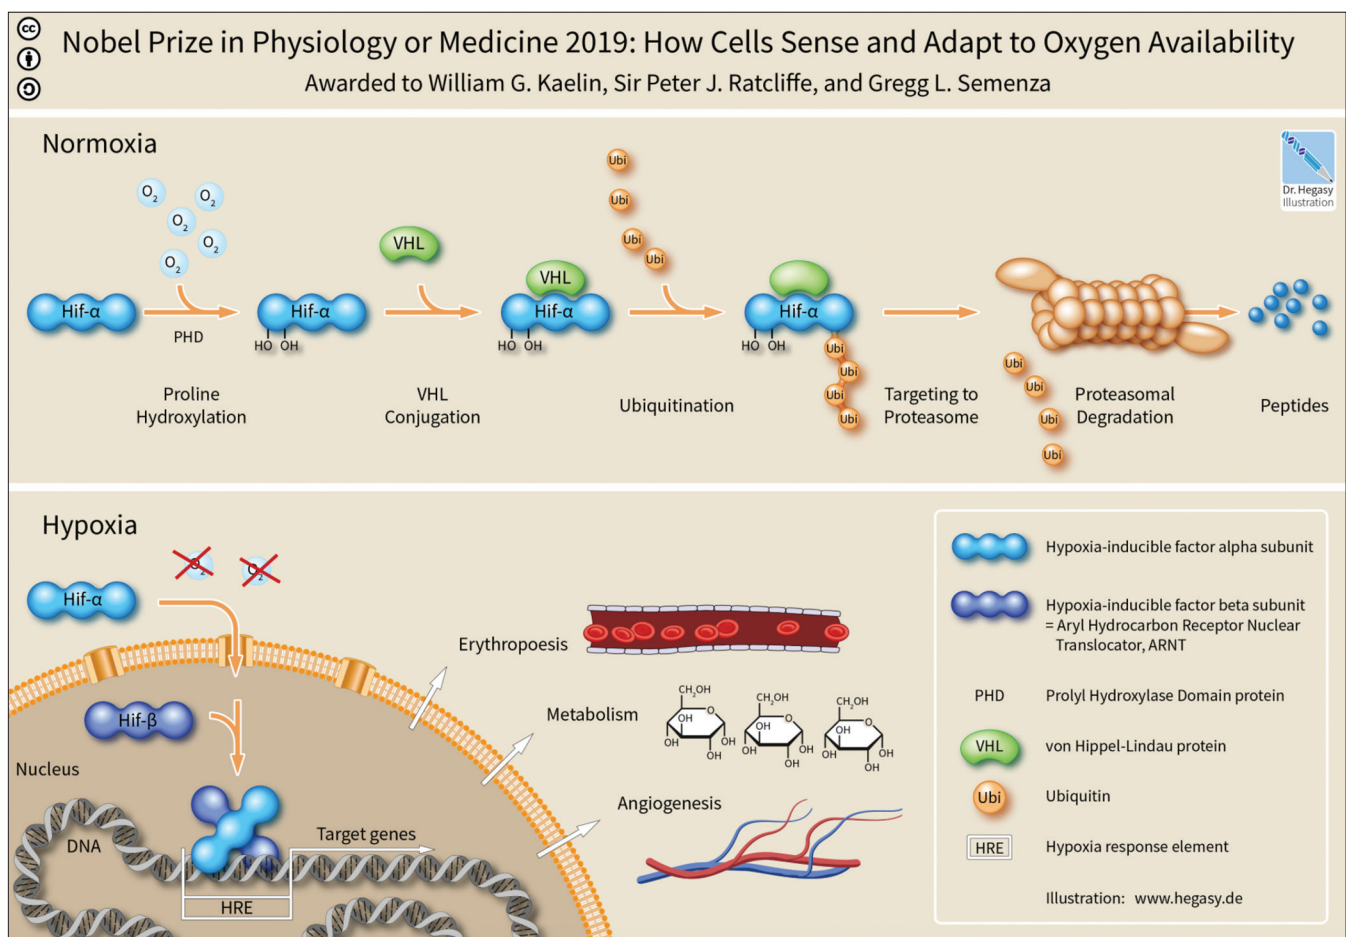 Nobel Prize in Physiology or Medicine 2019: How Cells Sense and Adapt to Oxygen Availability
Awarded to William G. Kaelin, Sir Peter J. Ratcliffe, and Gregg L. Semenza
cc
Normoxia
Dr. Hegasy
Illustration
O2
O2
O2
O2
O2
Ubi
Ubi
Ubi
Ubi
VHL
VHL
Hif-α
Hif-α
Hif-α
Hif-α
PHD
HO OH
HO OH
HO OH
Ubi
Ubi
Ubi
Ubi
Ubi
Ubi
Ubi
Ubi
Proline
Hydroxylation
VHL
Conjugation
Ubiquitination
Targeting to
Proteasome
Proteasomal
Degradation
Peptides
Hypoxia
O2
O2
Hif-α
Hif-β
Nucleus
DNA
Target genes
HRE
Erythropoesis
Metabolism
CH2OH
O
OH
OH
OH
OH
CH2OH
O
OH
OH
OH
OH
CH2OH
O
OH
OH
OH
OH
Angiogenesis
Hypoxia-inducible factor alpha subunit
Hypoxia-inducible factor beta subunit
= Aryl Hydrocarbon Receptor Nuclear
Translocator, ARNT
PHD Prolyl Hydroxylase Domain protein
VHL von Hippel-Lindau protein
Ubi Ubiquitin
HRE Hypoxia response element
Illustration: www.hegasy.de